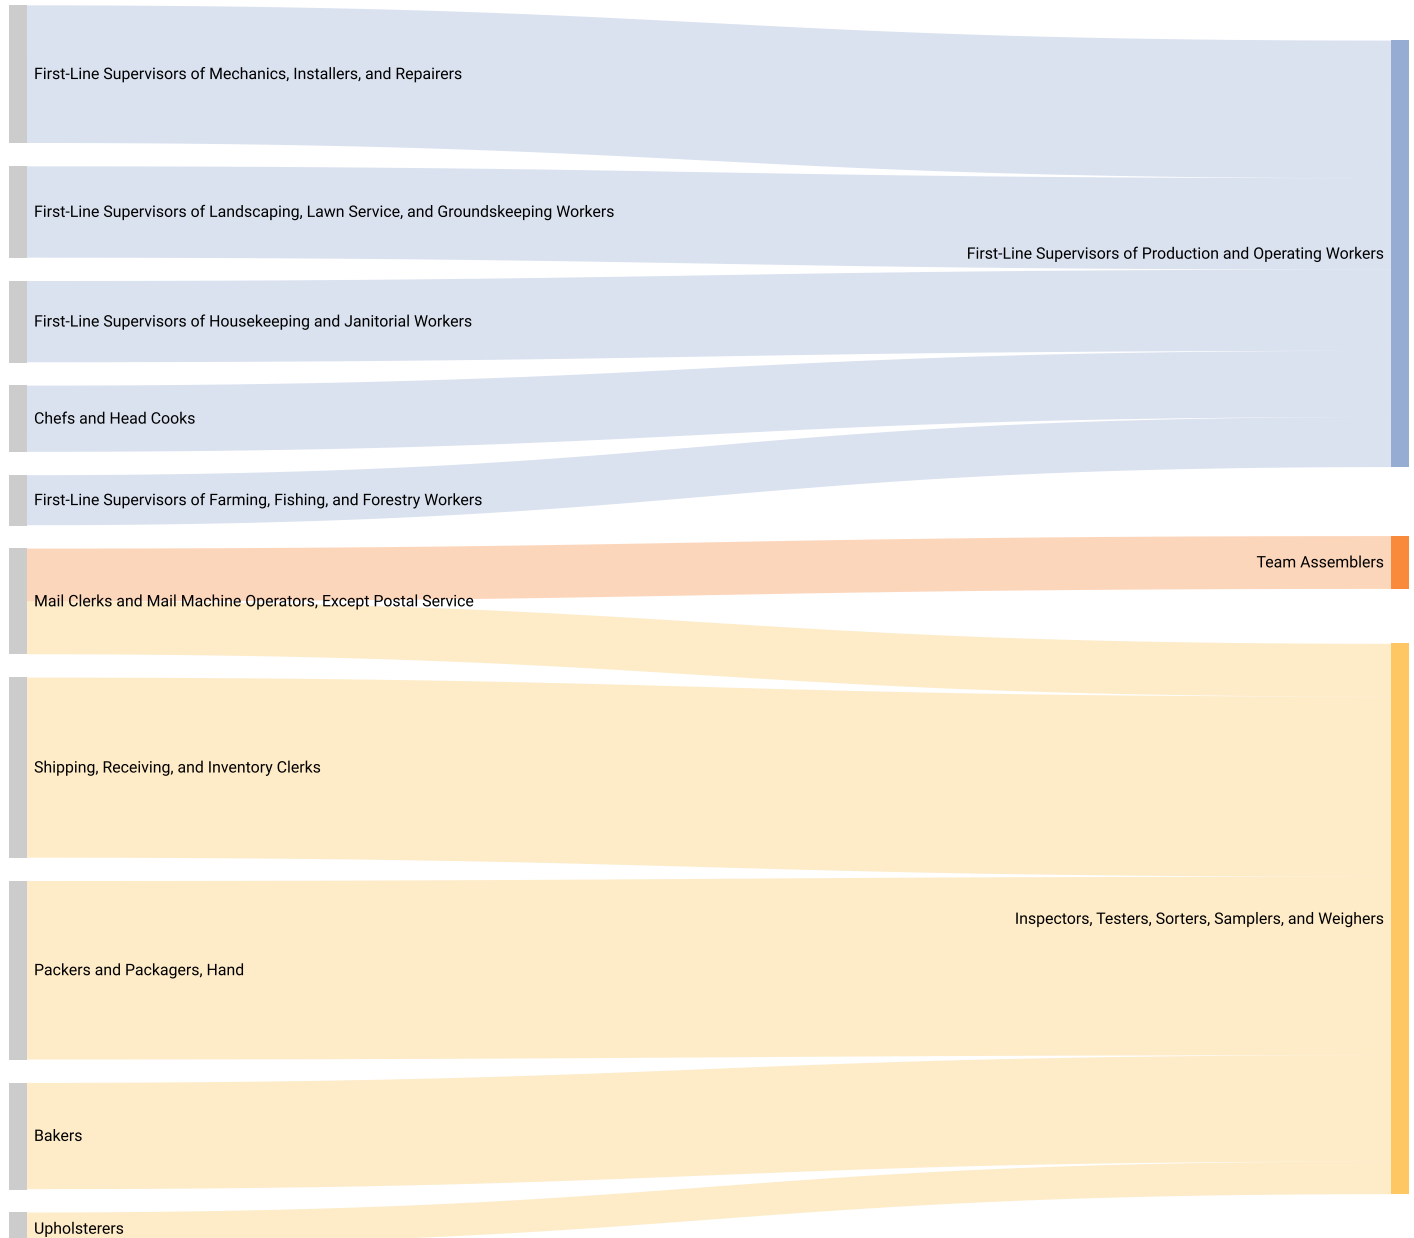 First-Line Supervisors of Mechanics, Installers, and Repairers
First-Line Supervisors of Landscaping, Lawn Service, and Groundskeeping Workers
First-Line Supervisors of Production and Operating Workers
First-Line Supervisors of Housekeeping and Janitorial Workers
Chefs and Head Cooks
First-Line Supervisors of Farming, Fishing, and Forestry Workers
Team Assemblers
Mail Clerks and Mail Machine Operators, Except Postal Service
Shipping, Receiving, and Inventory Clerks
Inspectors, Testers, Sorters, Samplers, and Weighers
Packers and Packagers, Hand
Bakers
Upholsterers